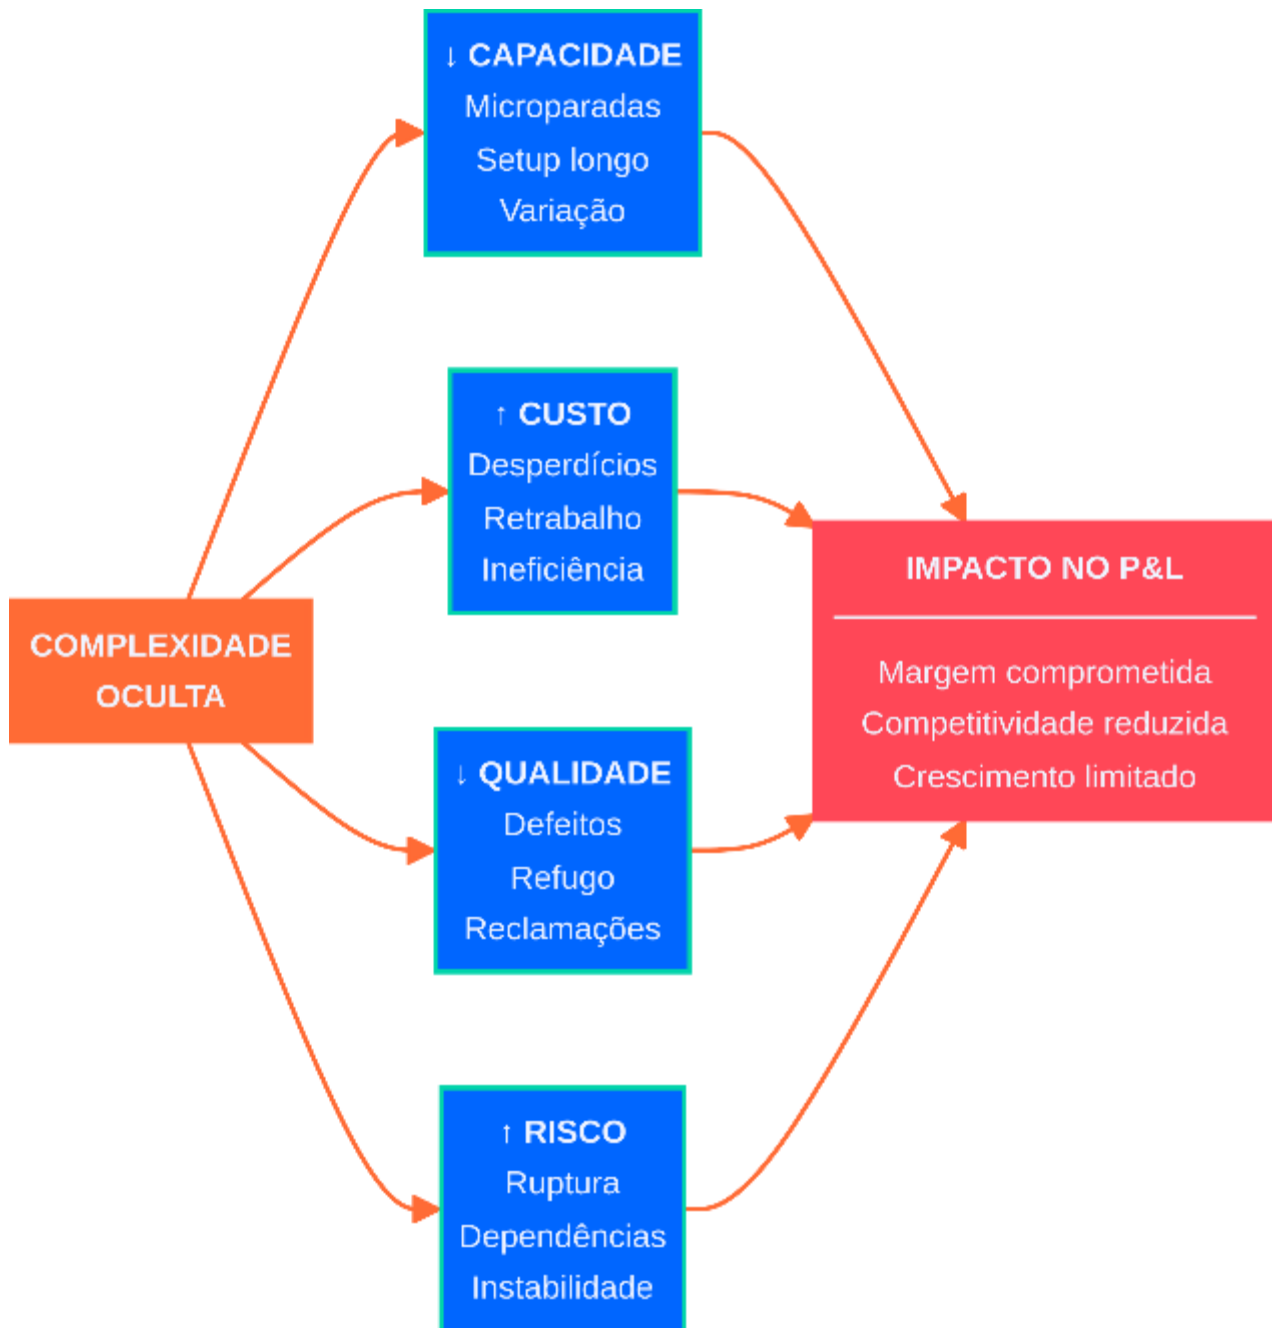 ↓ CAPACIDADE
Microparadas
Setup longo
Variação
↑ CUSTO
Desperdícios
Retrabalho
Ineficiência
COMPLEXIDADE
OCULTA
↓ QUALIDADE
Defeitos
Refugo
Reclamações
↑ RISCO
Ruptura
Dependências
Instabilidade
IMPACTO NO P&L
Margem comprometida
Competitividade reduzida
Crescimento limitado